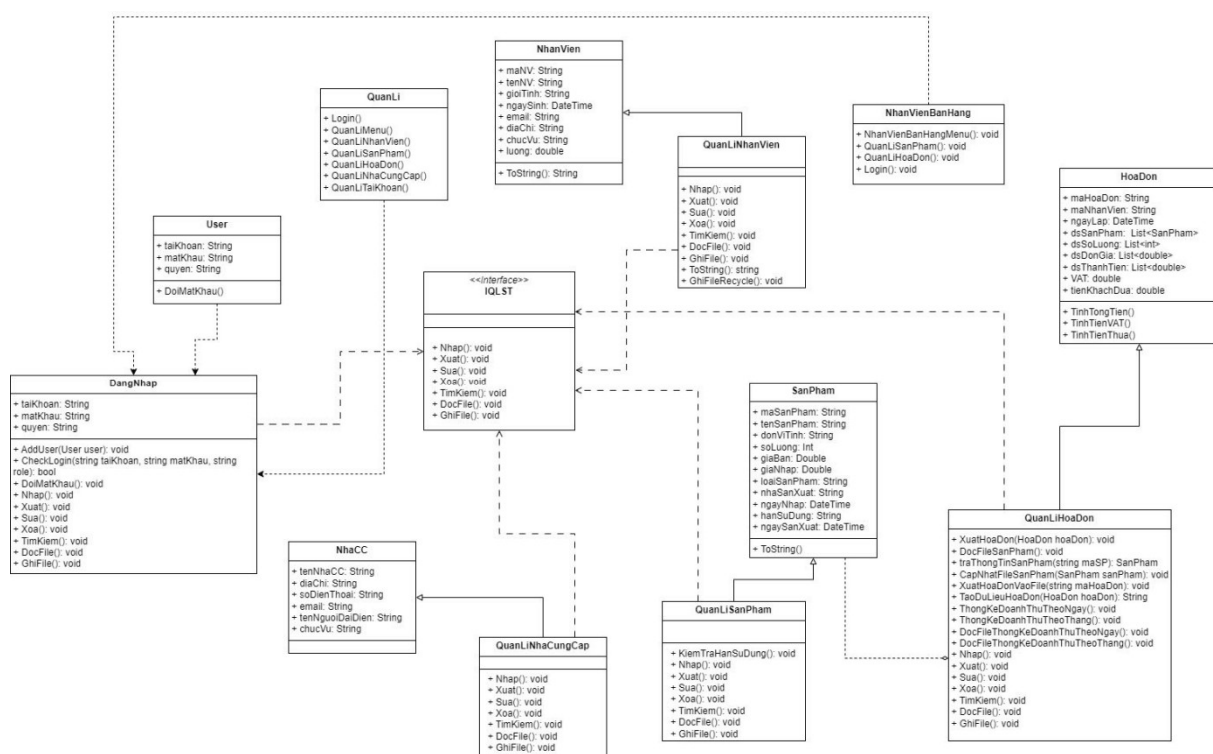 NhanVien
+ maNV: String
+ tenNV: String
+ gioiTinh: String
+ ngaySinh: DateTime
+ email: String
+ diaChi: String
+ chucVu: String
+ luong: double
+ ToString(): String
QuanLi
+ Login()
+ QuanLiMenu()
+ QuanLiNhanVien()
+ QuanLiSanPham()
+ QuanLiHoaDon()
+ QuanLiNhaCungCap()
+ QuanLiTaiKhoan()
NhanVienBanHang
+ NhanVienBanHangMenu(): void
+ QuanLiSanPham(): void
+ QuanLiHoaDon(): void
+ Login(): void
QuanLiNhanVien
+ Nhap(): void
+ Xuat(): void
+ Sua(): void
+ Xoa(): void
+ TimKiem(): void
+ DocFile(): void
+ GhiFile(): void
+ ToString(): string
+ GhiFileRecycle(): void
HoaDon
+ maHoaDon: String
+ maNhanVien: String
+ ngayLap: DateTime
+ dsSanPham: List<SanPham>
+ dsSoLuong: List<int>
+ dsDonGia: List<double>
+ dsThanhTien: List<double>
+ VAT: double
+ tienKhachDua: double
+ TinhTongTien()
+ TinhTienVAT()
+ TinhTienThua()
User
+ taiKhoan: String
+ matKhau: String
+ quyen: String
+ DoiMatKhau()
<<interface>>
IQLST
+ Nhap(): void
+ Xuat(): void
+ Sua(): void
+ Xoa(): void
+ TimKiem(): void
+ DocFile(): void
+ GhiFile(): void
DangNhap
+ taiKhoan: String
+ matKhau: String
+ quyen: String
+ AddUser(User user): void
+ CheckLogin(string taiKhoan, string matKhau, string
role): bool
+ DoiMatKhau(): void
+ Nhap(): void
+ Xuat(): void
+ Sua(): void
+ Xoa(): void
+ TimKiem(): void
+ DocFile(): void
+ GhiFile(): void
SanPham
+ maSanPham: String
+ tenSanPham: String
+ donViTinh: String
+ soLuong: Int
+ giaBan: Double
+ giaNhap: Double
+ loaiSanPham: String
+ nhaSanXuat: String
+ ngayNhap: DateTime
+ hanSuDung: String
+ ngaySanXuat: DateTime
+ ToString()
QuanLiHoaDon
+ XuatHoaDon(HoaDon hoaDon): void
+ DocFileSanPham(): void
+ traThongTinSanPham(string maSP): SanPham
+ CapNhatFileSanPham(SanPham sanPham): void
+ XuatHoaDonVaoFile(string maHoaDon): void
+ TaoDuLieuHoaDon(HoaDon hoaDon): String
+ ThongKeDoanhThuTheoNgay(): void
+ ThongKeDoanhThuTheoThang(): void
+ DocFileThongKeDoanhThuTheoNgay(): void
+ DocFileThongKeDoanhThuTheoThang(): void
+ Nhap(): void
+ Xuat(): void
+ Sua(): void
+ Xoa(): void
+ TimKiem(): void
+ DocFile(): void
+ GhiFile(): void
NhaCC
+ tenNhaCC: String
+ diaChi: String
+ soDienThoai: String
+ email: String
+ tenNguoiDaiDien: String
+ chucVu: String
QuanLiSanPham
+ KiemTraHanSuDung(): void
+ Nhap(): void
+ Xuat(): void
+ Sua(): void
+ Xoa(): void
+ TimKiem(): void
+ DocFile(): void
+ GhiFile(): void
QuanLiNhaCungCap
+ Nhap(): void
+ Xuat(): void
+ Sua(): void
+ Xoa(): void
+ TimKiem(): void
+ DocFile(): void
+ GhiFile(): void